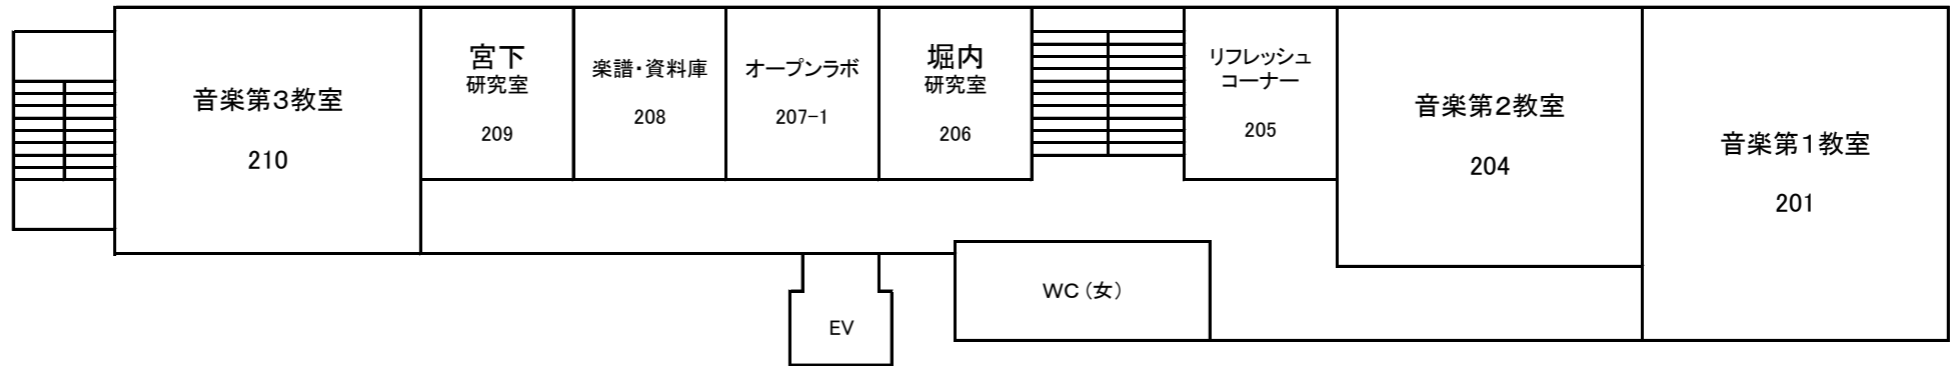 音楽第３教室
210
宮下
研究室
209
楽譜・資料庫
208
オープンラボ
207-1
堀内
研究室
206
リフレッシュ
コーナー
205
音楽第２教室
204
音楽第１教室
201
EV
WC（女）